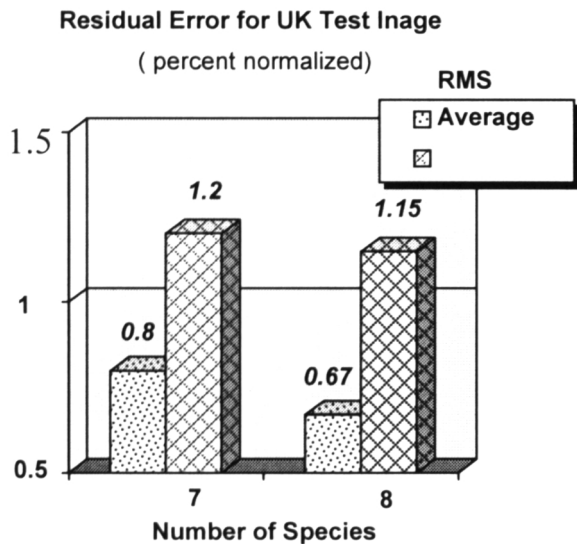 Residual Error for UK Test Inage
( percent normalized)
RMS
Average
1.5
1.2
1.15
1
0.8
0.67
0.5
7
8
Number of Species